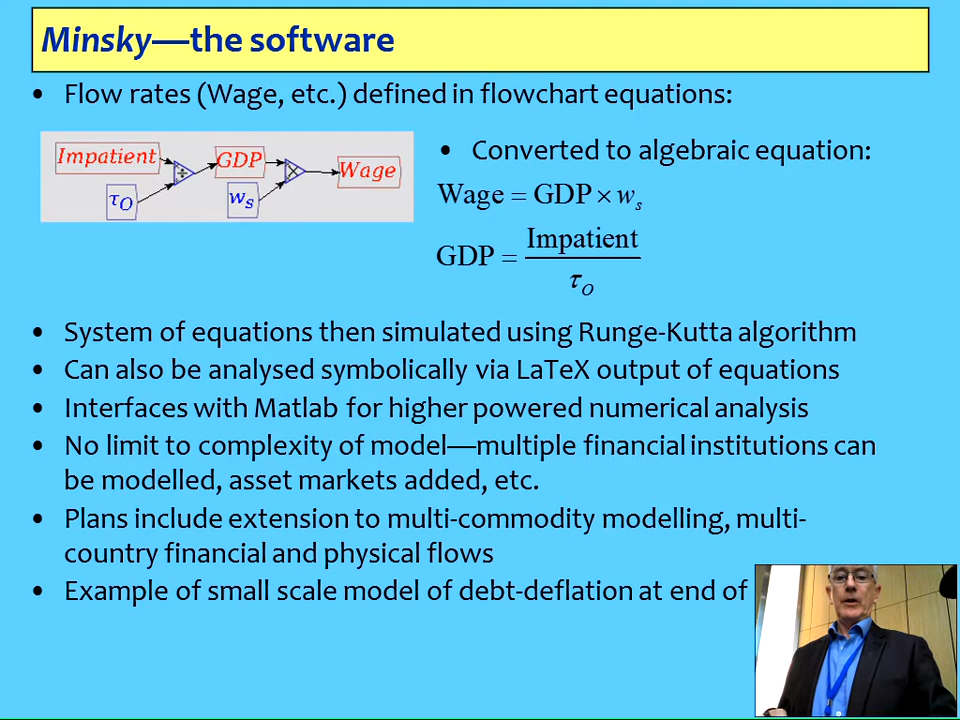 Minsky—the software
• Flow rates (Wage, etc.) defined in flowchart equations:
Impatient
τO
÷
GDP
wS
×
Wage
• Converted to algebraic equation:
Wage = GDP × ws
GDP = Impatient / τO
• System of equations then simulated using Runge-Kutta algorithm
• Can also be analysed symbolically via LaTeX output of equations
• Interfaces with Matlab for higher powered numerical analysis
• No limit to complexity of model—multiple financial institutions can
be modelled, asset markets added, etc.
• Plans include extension to multi-commodity modelling, multi-
country financial and physical flows
• Example of small scale model of debt-deflation at end of